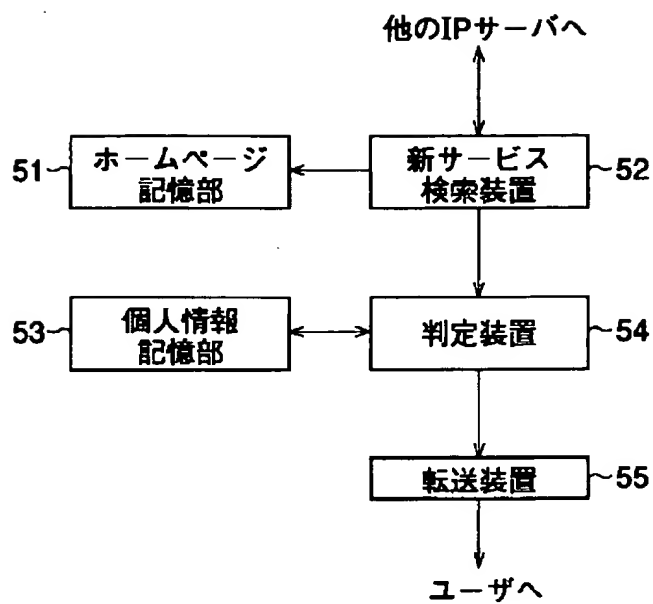 他のIPサーバへ
51
ホームページ
記憶部
新サービス
検索装置
52
53
個人情報
記憶部
判定装置
54
転送装置
55
ユーザへ